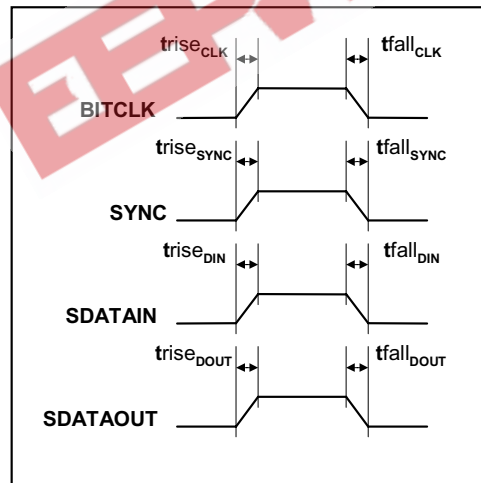 triseCLK tfallCLK
BITCLK
triseSYNC tfallSYNC
SYNC
triseDIN tfallDIN
SDATAIN
triseDOUT tfallDOUT
SDATAOUT